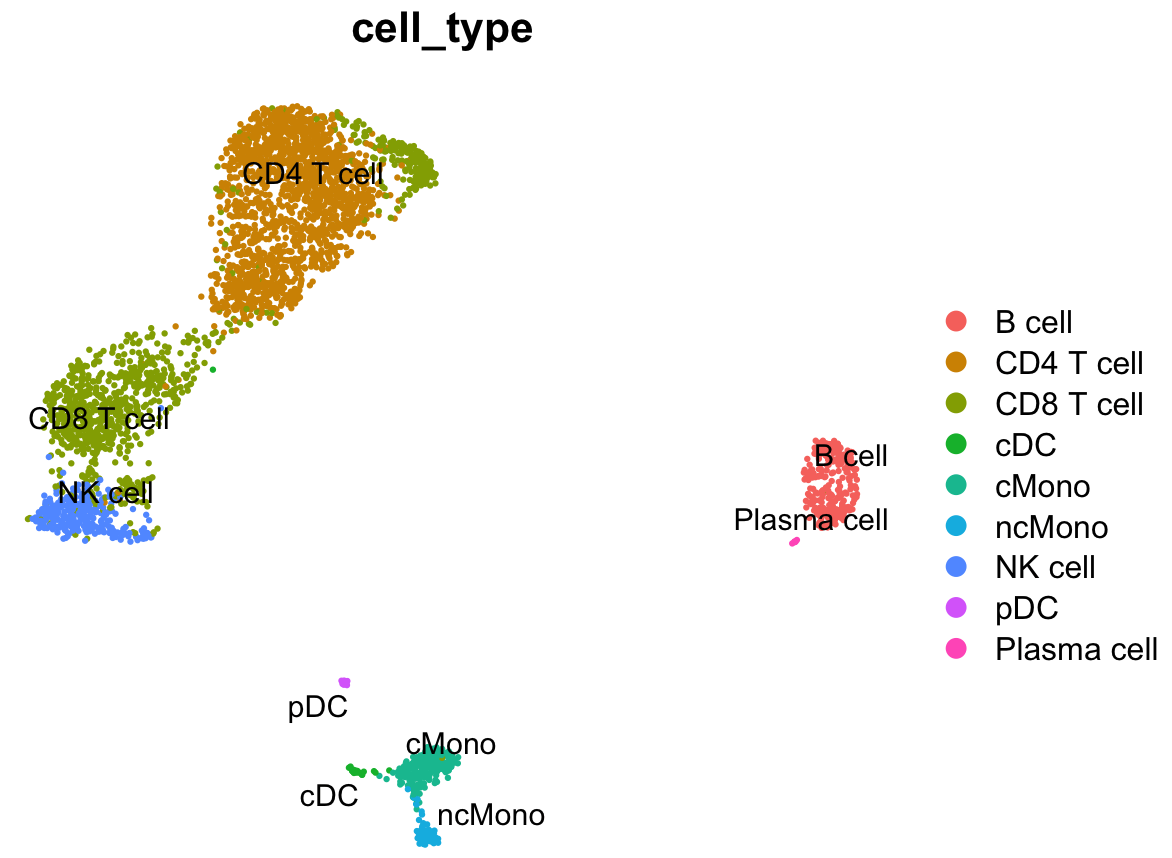 cell_type
CD4 T cell
CD8 T cell
NK cell
B cell
Plasma cell
pDC
cMono
cDC
ncMono
B cell
CD4 T cell
CD8 T cell
cDC
cMono
ncMono
NK cell
pDC
Plasma cell